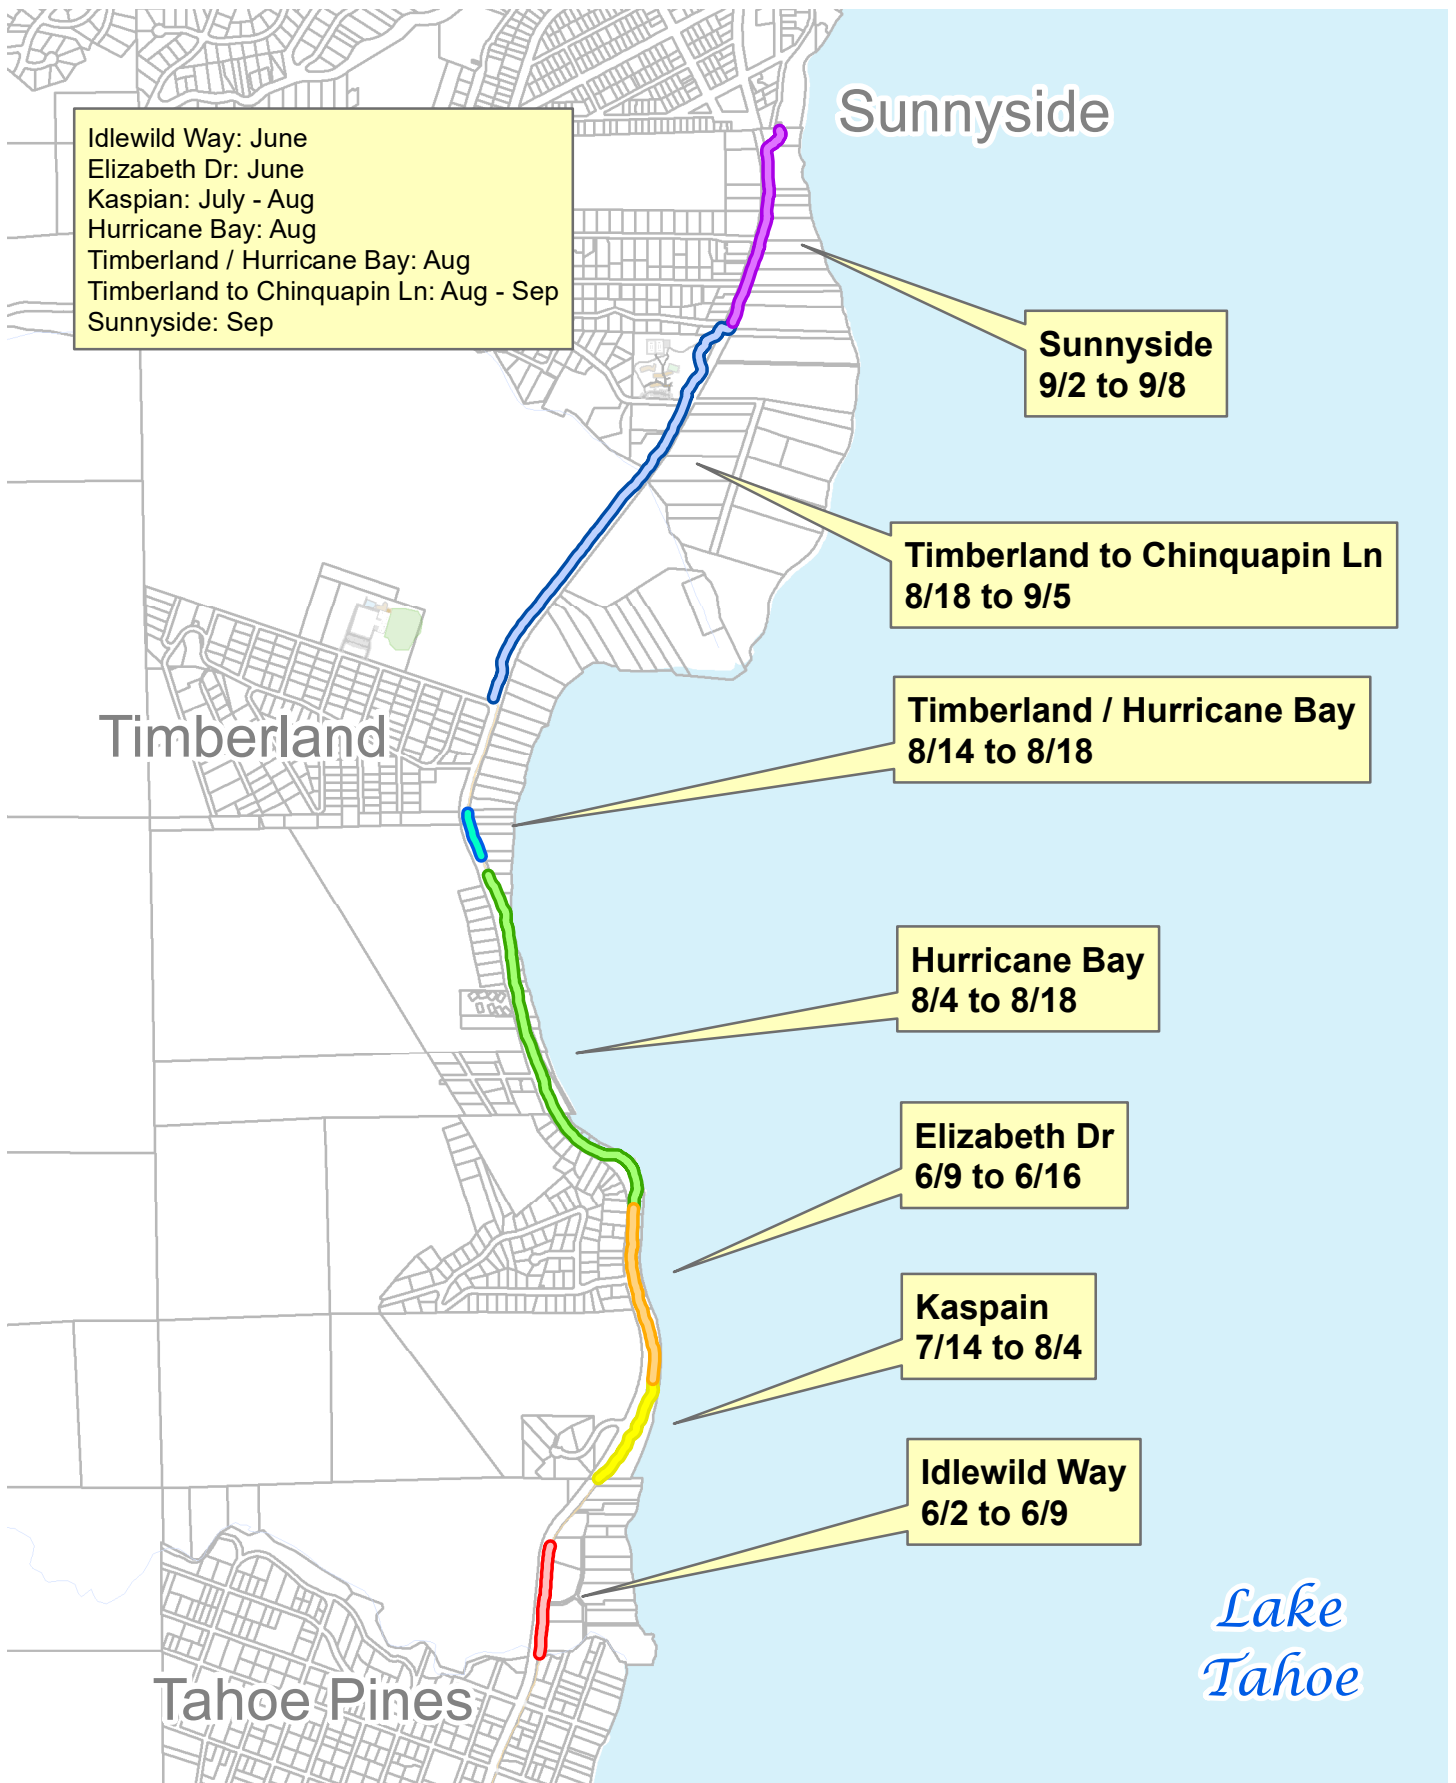 Sunnyside
Idlewild Way: June
Elizabeth Dr: June
Kaspian: July - Aug
Hurricane Bay: Aug
Timberland / Hurricane Bay: Aug
Timberland to Chinquapin Ln: Aug - Sep
Sunnyside: Sep
Sunnyside
9/2 to 9/8
Timberland to Chinquapin Ln
8/18 to 9/5
Timberland / Hurricane Bay
8/14 to 8/18
Timberland
Hurricane Bay
8/4 to 8/18
Elizabeth Dr
6/9 to 6/16
Kaspain
7/14 to 8/4
Idlewild Way
6/2 to 6/9
Lake
Tahoe
Tahoe Pines